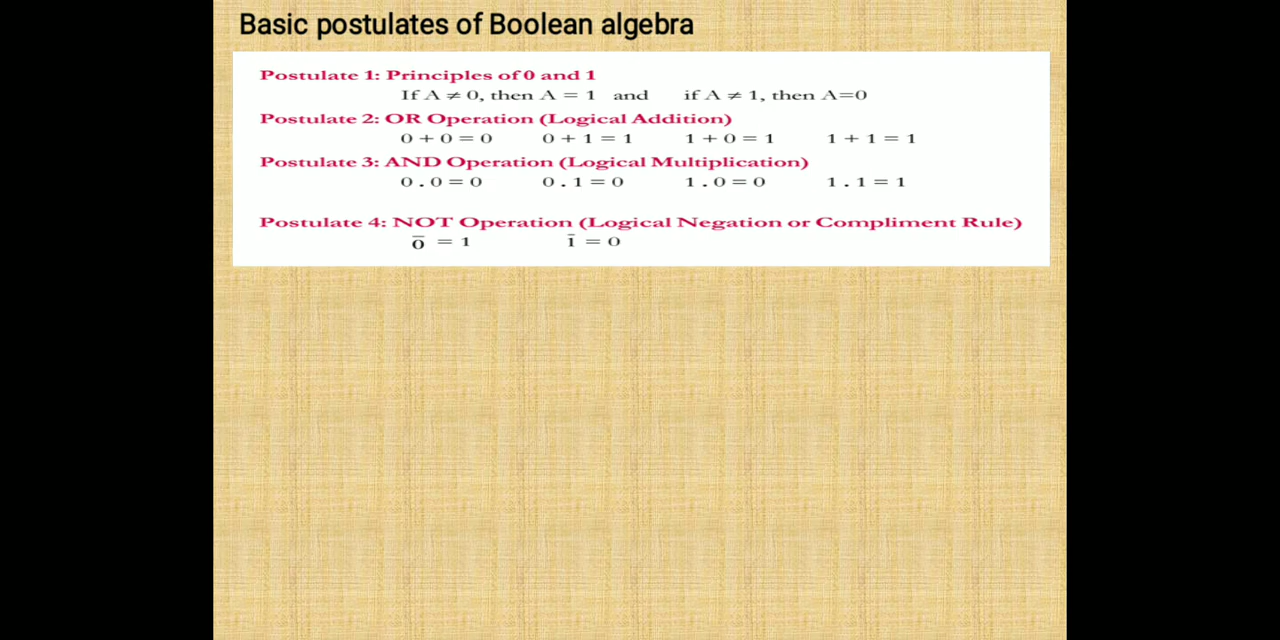 Basic postulates of Boolean algebra
Postulate 1: Principles of 0 and 1
If A ≠ 0, then A = 1 and if A ≠ 1, then A=0
Postulate 2: OR Operation (Logical Addition)
0 + 0 = 0 0 + 1 = 1 1 + 0 = 1 1 + 1 = 1
Postulate 3: AND Operation (Logical Multiplication)
0 . 0 = 0 0 . 1 = 0 1 . 0 = 0 1 . 1 = 1
Postulate 4: NOT Operation (Logical Negation or Compliment Rule)
0̅ = 1 1̅ = 0